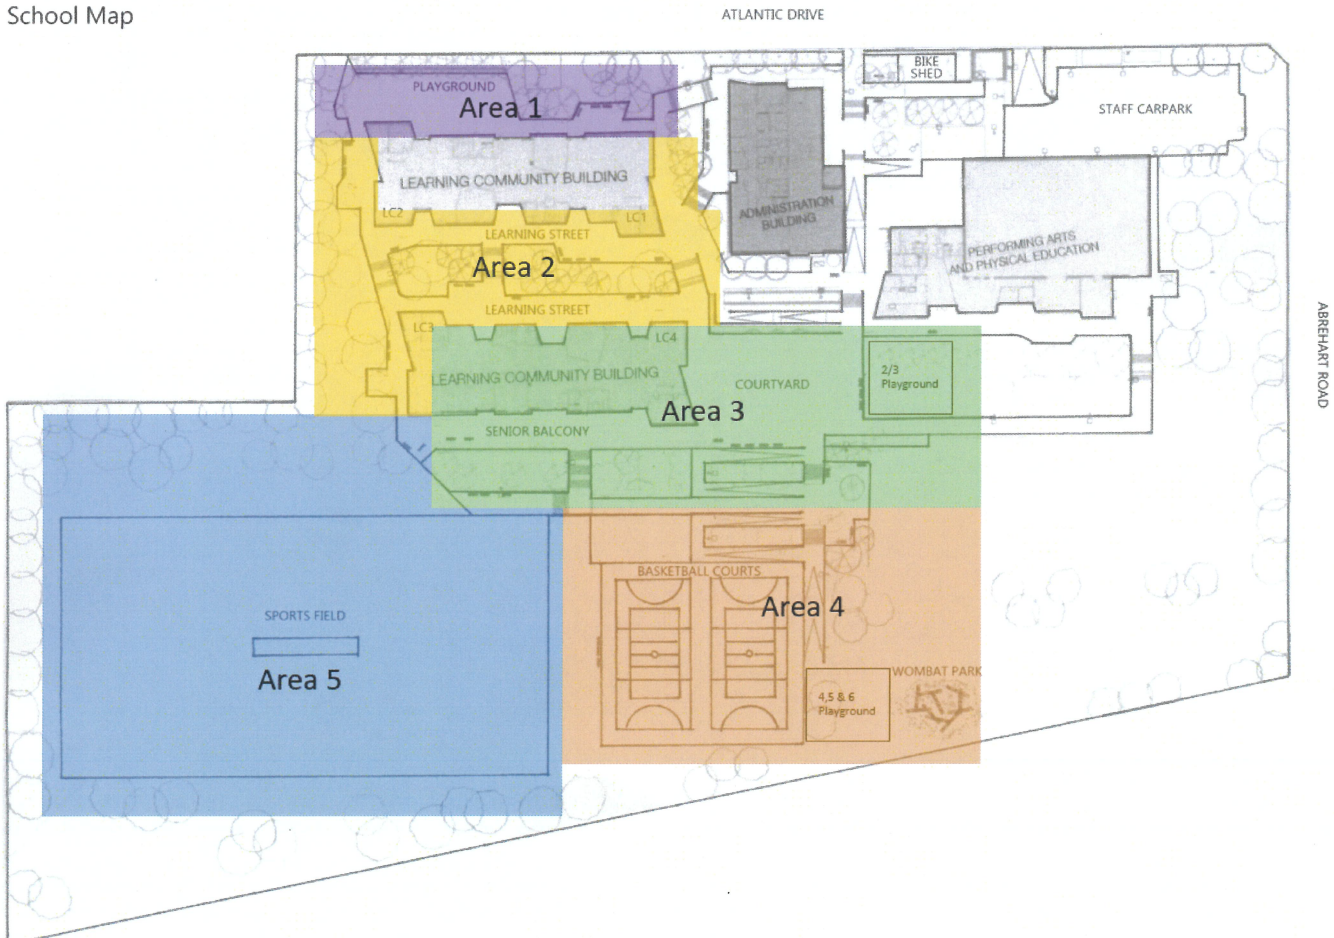 School Map
ATLANTIC DRIVE
BIKE
SHED
PLAYGROUND
Area 1
STAFF CARPARK
LEARNING COMMUNITY BUILDING
LC2
LC1
ADMINISTRATION
BUILDING
LEARNING STREET
PERFORMING ARTS
AND PHYSICAL EDUCATION
Area 2
LEARNING STREET
LC3
LC4
ABREHART ROAD
LEARNING COMMUNITY BUILDING
COURTYARD
2/3
Playground
Area 3
SENIOR BALCONY
BASKETBALL COURTS
Area 4
SPORTS FIELD
Area 5
WOMBAT PARK
4,5 & 6
Playground